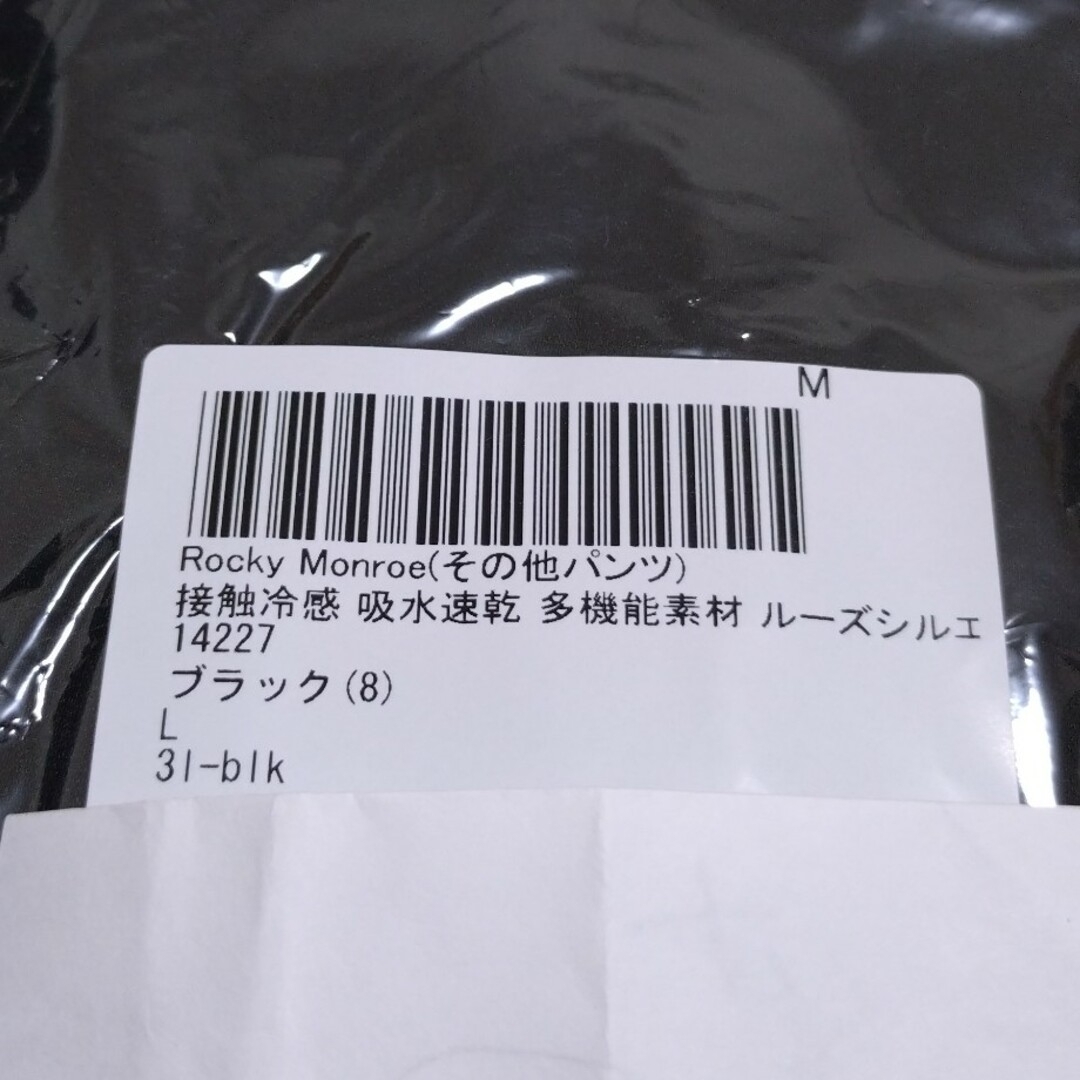 M
Rocky Monroe(その他パンツ)
接触冷感 吸水速乾 多機能素材 ルーズシルエ
14227
ブラック(8)
L
3l-blk